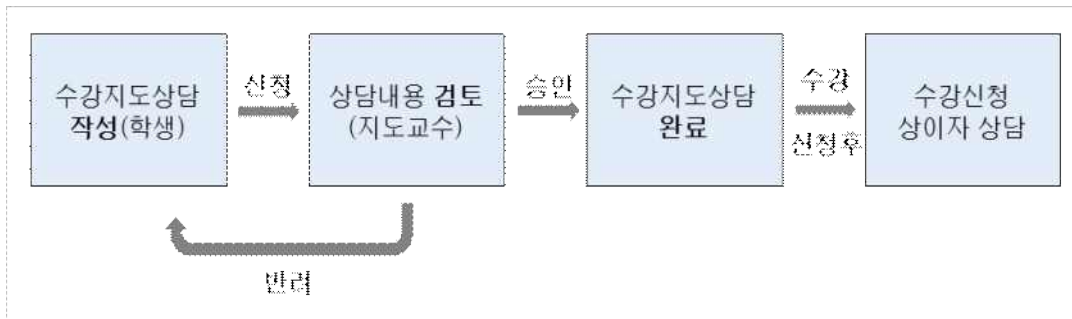 수강지도상담
작성(학생)
신청
상담내용 검토
(지도교수)
승인
수강지도상담
완료
수강
신청후
수강신청
상이자 상담
반려